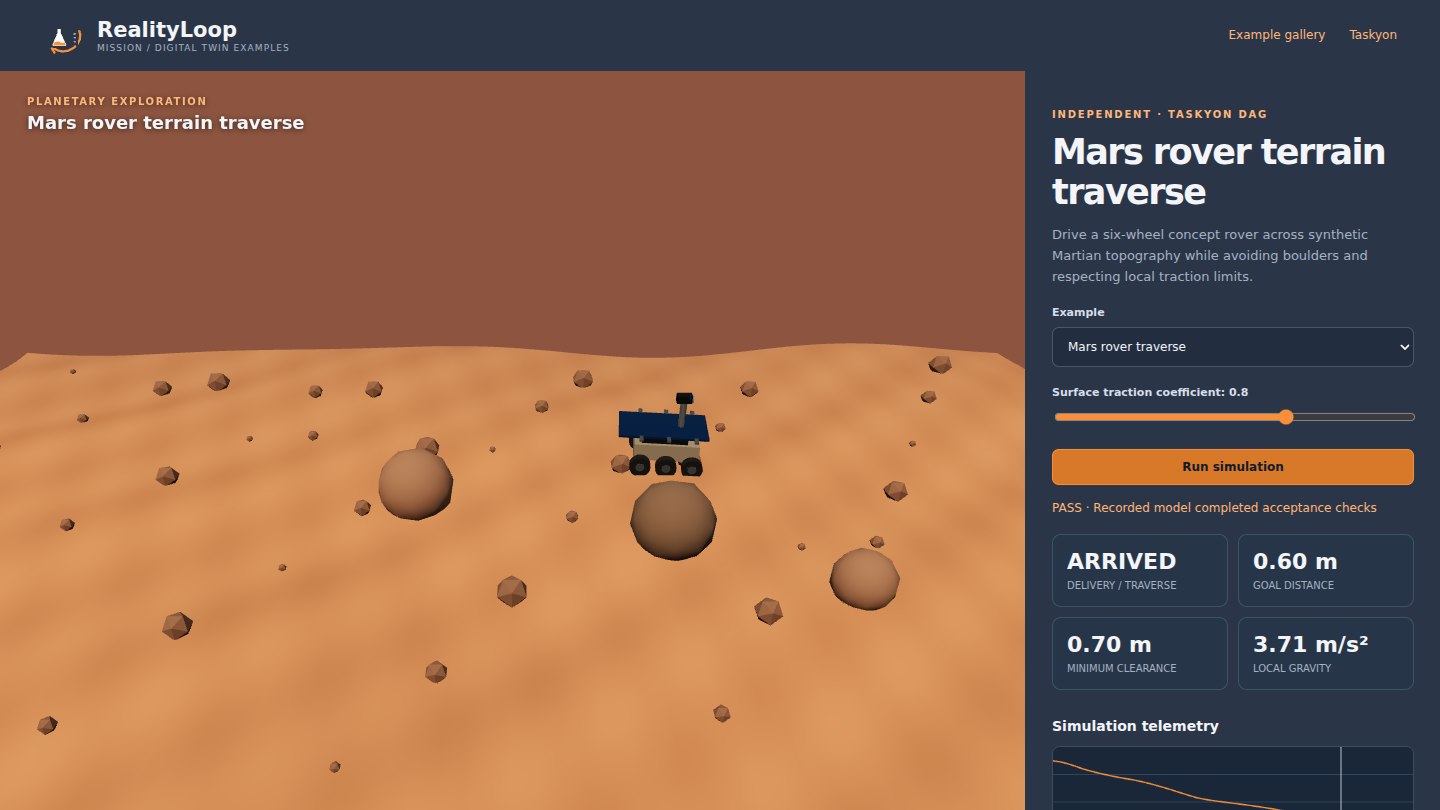 RealityLoop
MISSION / DIGITAL TWIN EXAMPLES
Example gallery
Taskyon
PLANETARY EXPLORATION
Mars rover terrain traverse
INDEPENDENT · TASKYON DAG
Mars rover terrain
traverse
Drive a six-wheel concept rover across synthetic
Martian topography while avoiding boulders and
respecting local traction limits.
Example
Mars rover traverse
Surface traction coefficient: 0.8
Run simulation
PASS · Recorded model completed acceptance checks
ARRIVED
DELIVERY / TRAVERSE
0.60 m
GOAL DISTANCE
0.70 m
MINIMUM CLEARANCE
3.71 m/s²
LOCAL GRAVITY
Simulation telemetry